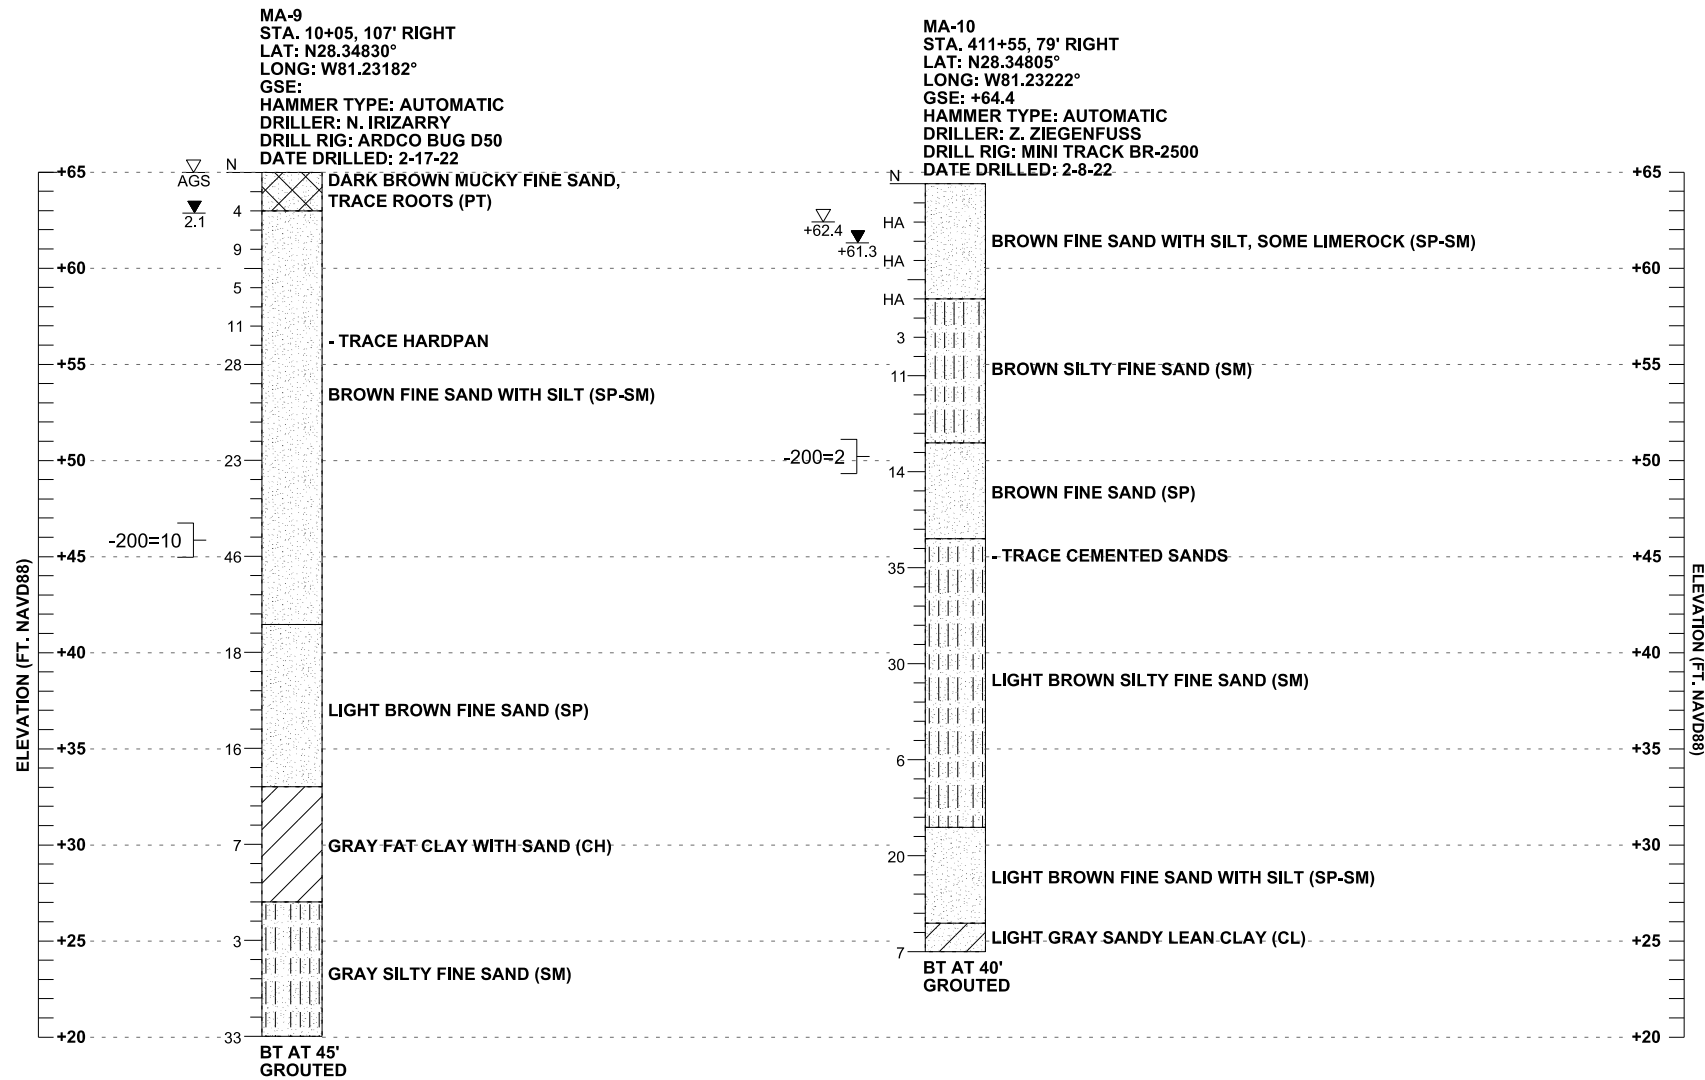 MA-9
STA. 10+05, 107' RIGHT
LAT: N28.34830°
LONG: W81.23182°
GSE:
HAMMER TYPE: AUTOMATIC
DRILLER: N. IRIZARRY
DRILL RIG: ARDCO BUG D50
DATE DRILLED: 2-17-22
MA-10
STA. 411+55, 79' RIGHT
LAT: N28.34805°
LONG: W81.23222°
GSE: +64.4
HAMMER TYPE: AUTOMATIC
DRILLER: Z. ZIEGENFUSS
DRILL RIG: MINI TRACK BR-2500
DATE DRILLED: 2-8-22
ELEVATION (FT. NAVD88)
+65
+60
+55
+50
+45
+40
+35
+30
+25
+20
AGS
2.1
-200=10
N
4
9
5
11
28
23
46
18
16
7
3
33
DARK BROWN MUCKY FINE SAND,
TRACE ROOTS (PT)
- TRACE HARDPAN
BROWN FINE SAND WITH SILT (SP-SM)
LIGHT BROWN FINE SAND (SP)
GRAY FAT CLAY WITH SAND (CH)
GRAY SILTY FINE SAND (SM)
BT AT 45'
GROUTED
+62.4
+61.3
-200=2
N
HA
HA
HA
3
11
14
35
30
6
20
7
BROWN FINE SAND WITH SILT, SOME LIMEROCK (SP-SM)
BROWN SILTY FINE SAND (SM)
BROWN FINE SAND (SP)
- TRACE CEMENTED SANDS
LIGHT BROWN SILTY FINE SAND (SM)
LIGHT BROWN FINE SAND WITH SILT (SP-SM)
LIGHT GRAY SANDY LEAN CLAY (CL)
BT AT 40'
GROUTED
+65
+60
+55
+50
+45
+40
+35
+30
+25
+20
ELEVATION (FT. NAVD88)